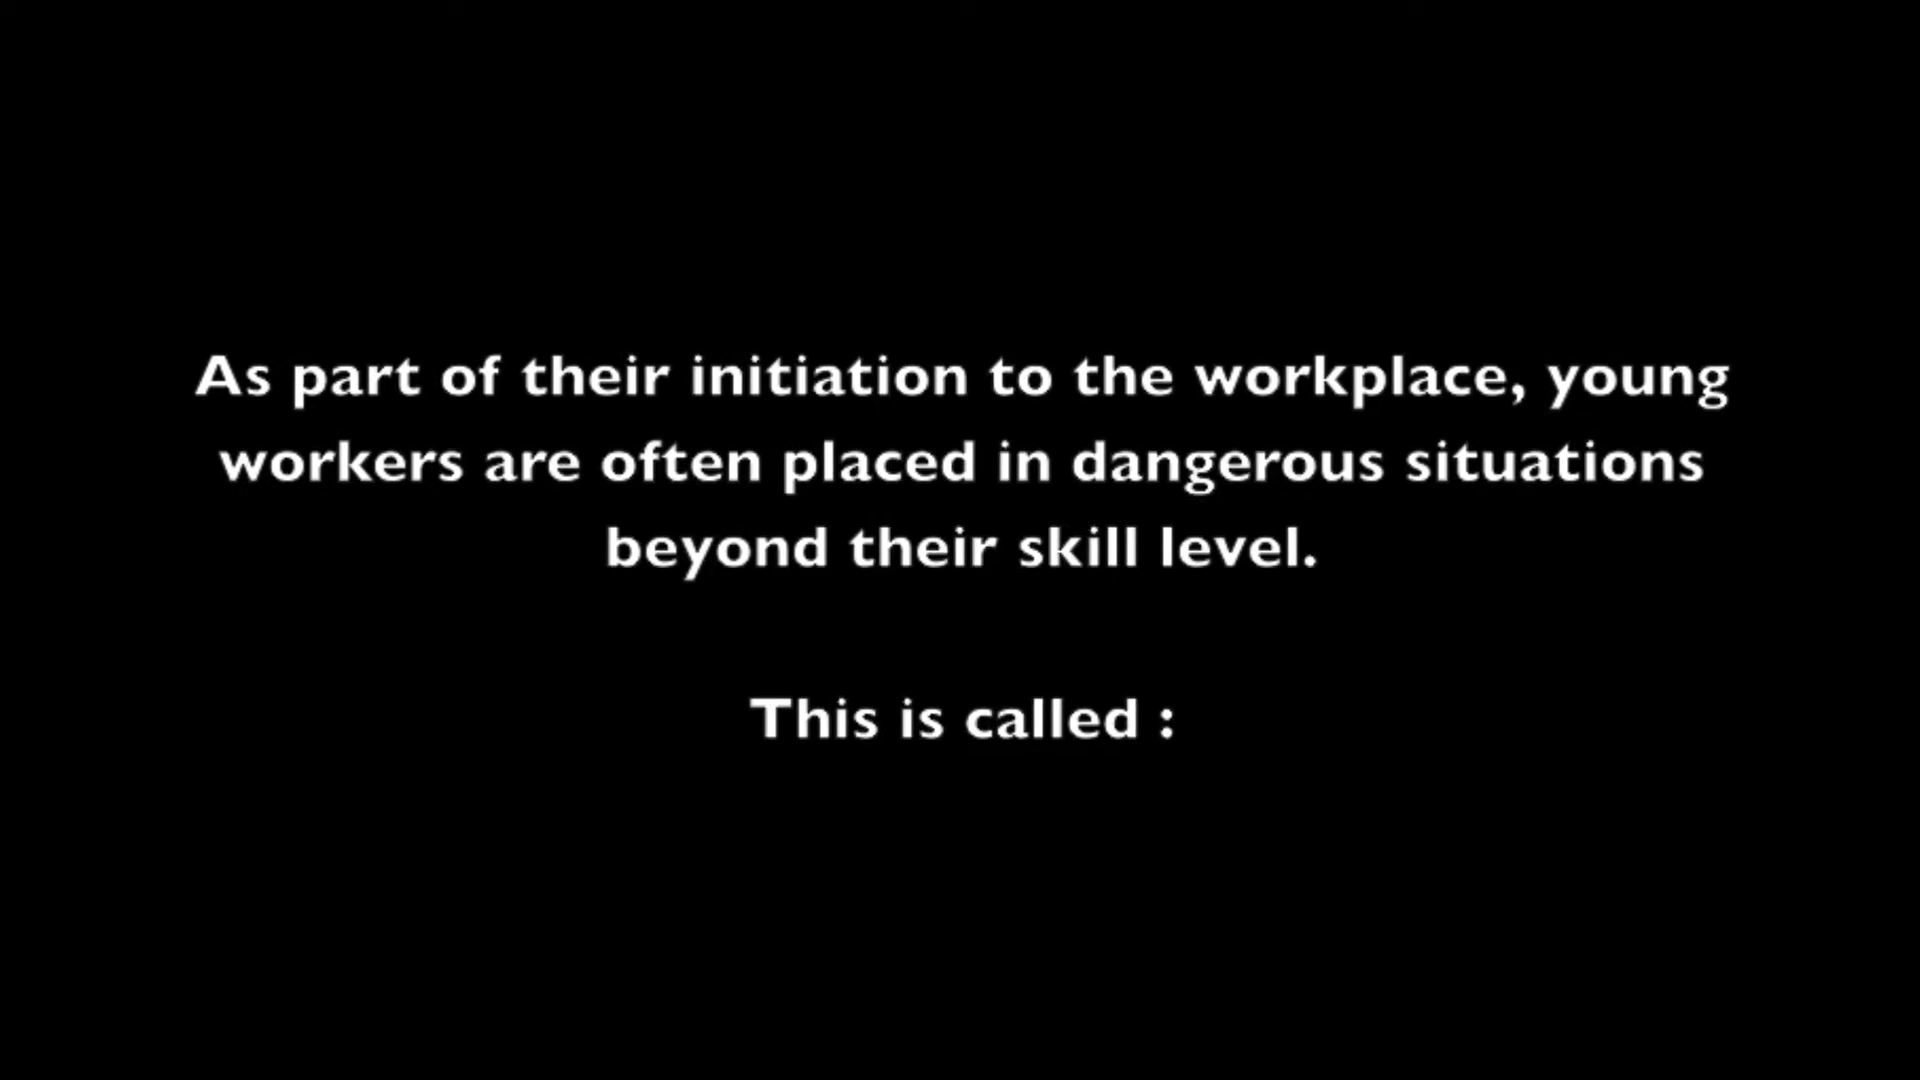 As part of their initiation to the workplace, young
workers are often placed in dangerous situations
beyond their skill level.
This is called :